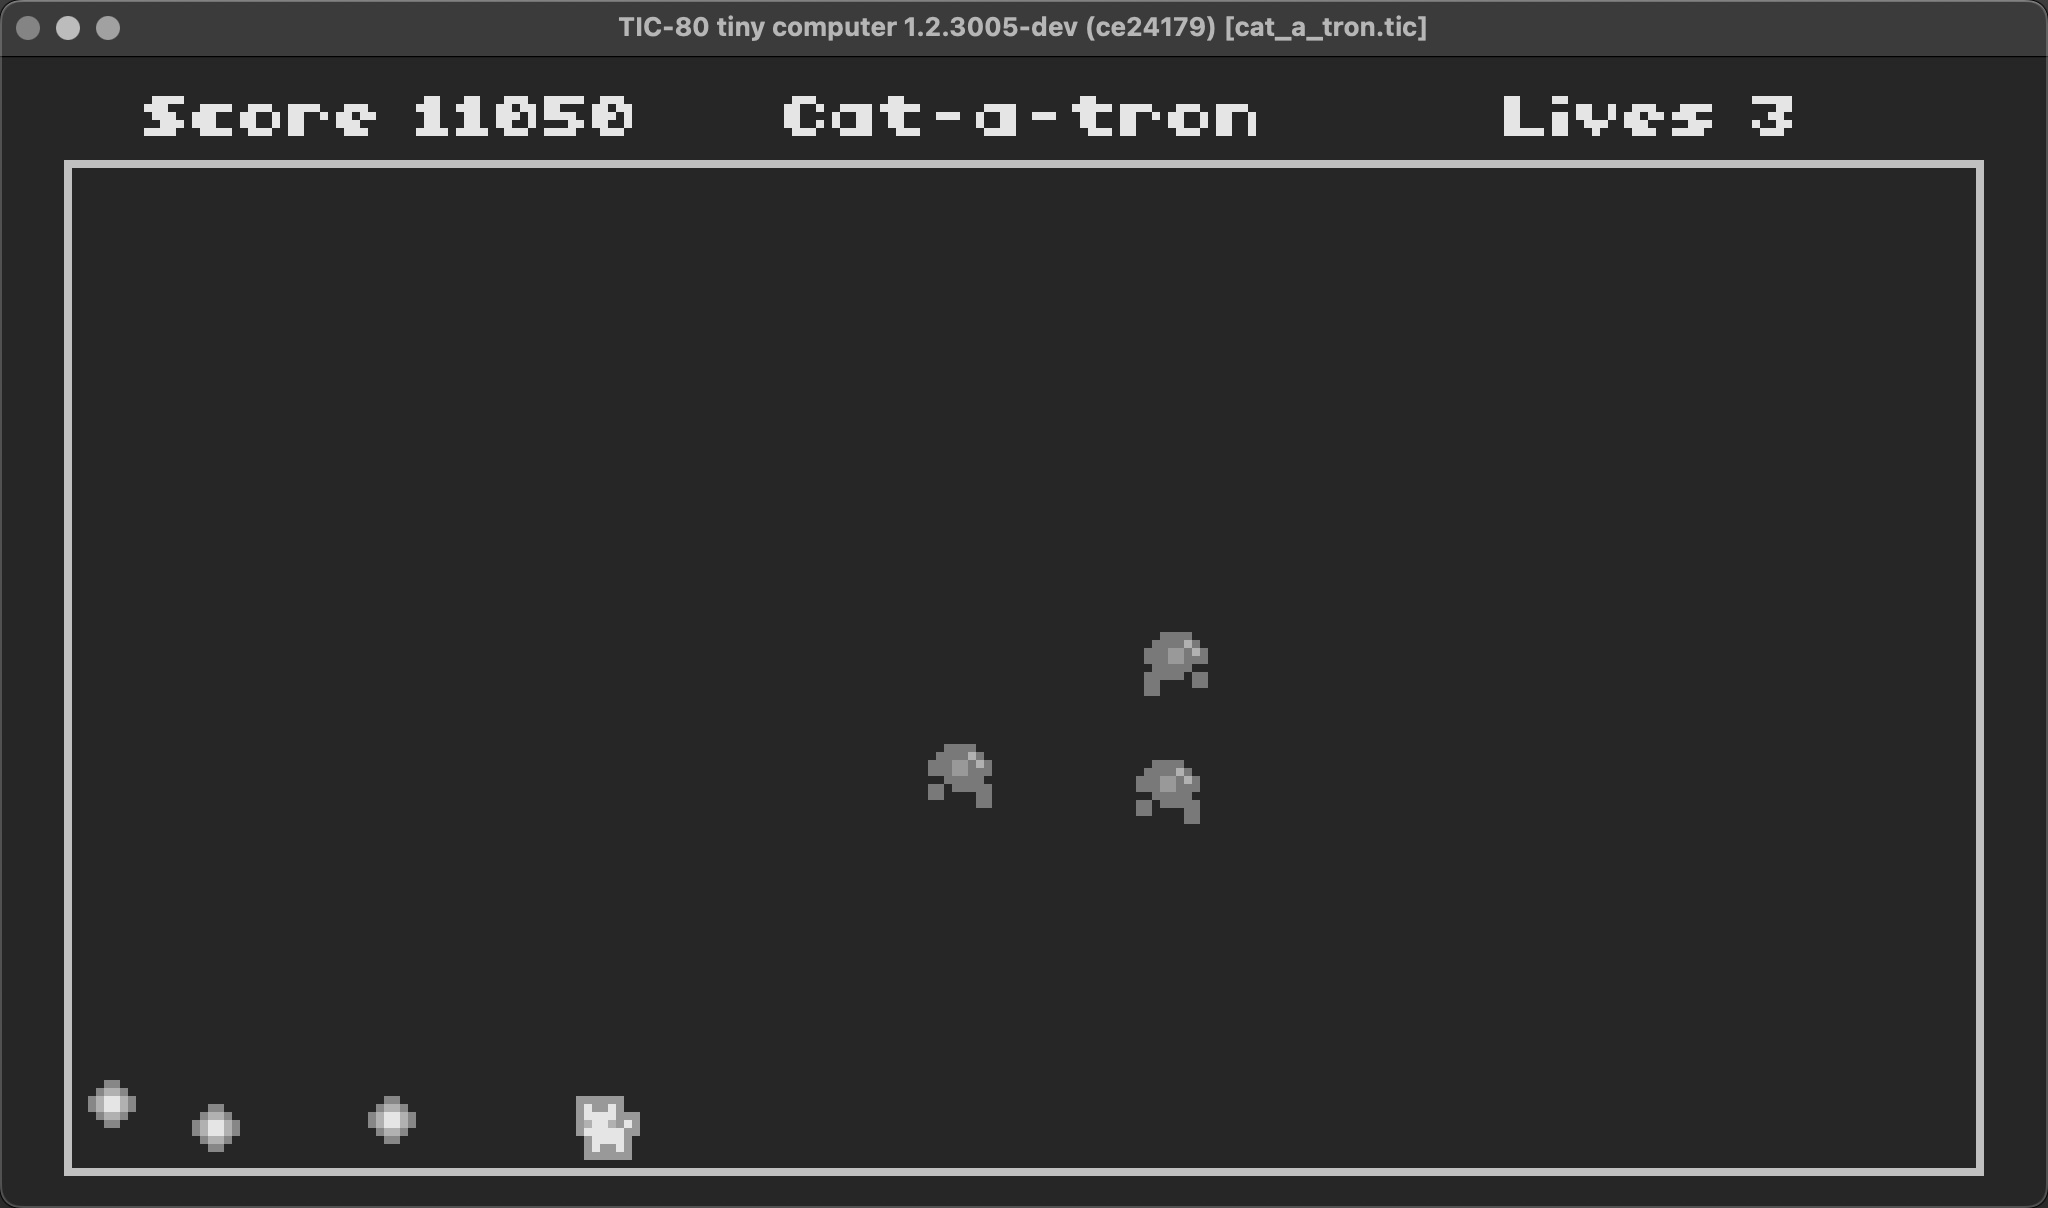 TIC-80 tiny computer 1.2.3005-dev (ce24179) [cat_a_tron.tic]
Score 11050 Cat-a-tron Lives 3